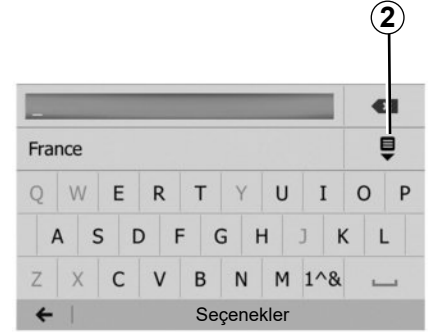 2
_
France
Q W E R T Y U I O P
A S D F G H J K L
Z X C V B N M 1^&
Seçenekler